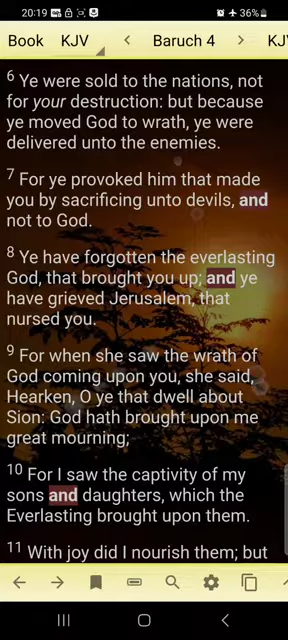 20:19 36%
Book KJV < Baruch 4 > KJ
6 Ye were sold to the nations, not
for your destruction: but because
ye moved God to wrath, ye were
delivered unto the enemies.
7 For ye provoked him that made
you by sacrificing unto devils, and
not to God.
8 Ye have forgotten the everlasting
God, that brought you up; and ye
have grieved Jerusalem, that
nursed you.
9 For when she saw the wrath of
God coming upon you, she said,
Hearken, O ye that dwell about
Sion: God hath brought upon me
great mourning;
10 For I saw the captivity of my
sons and daughters, which the
Everlasting brought upon them.
11 With joy did I nourish them; but